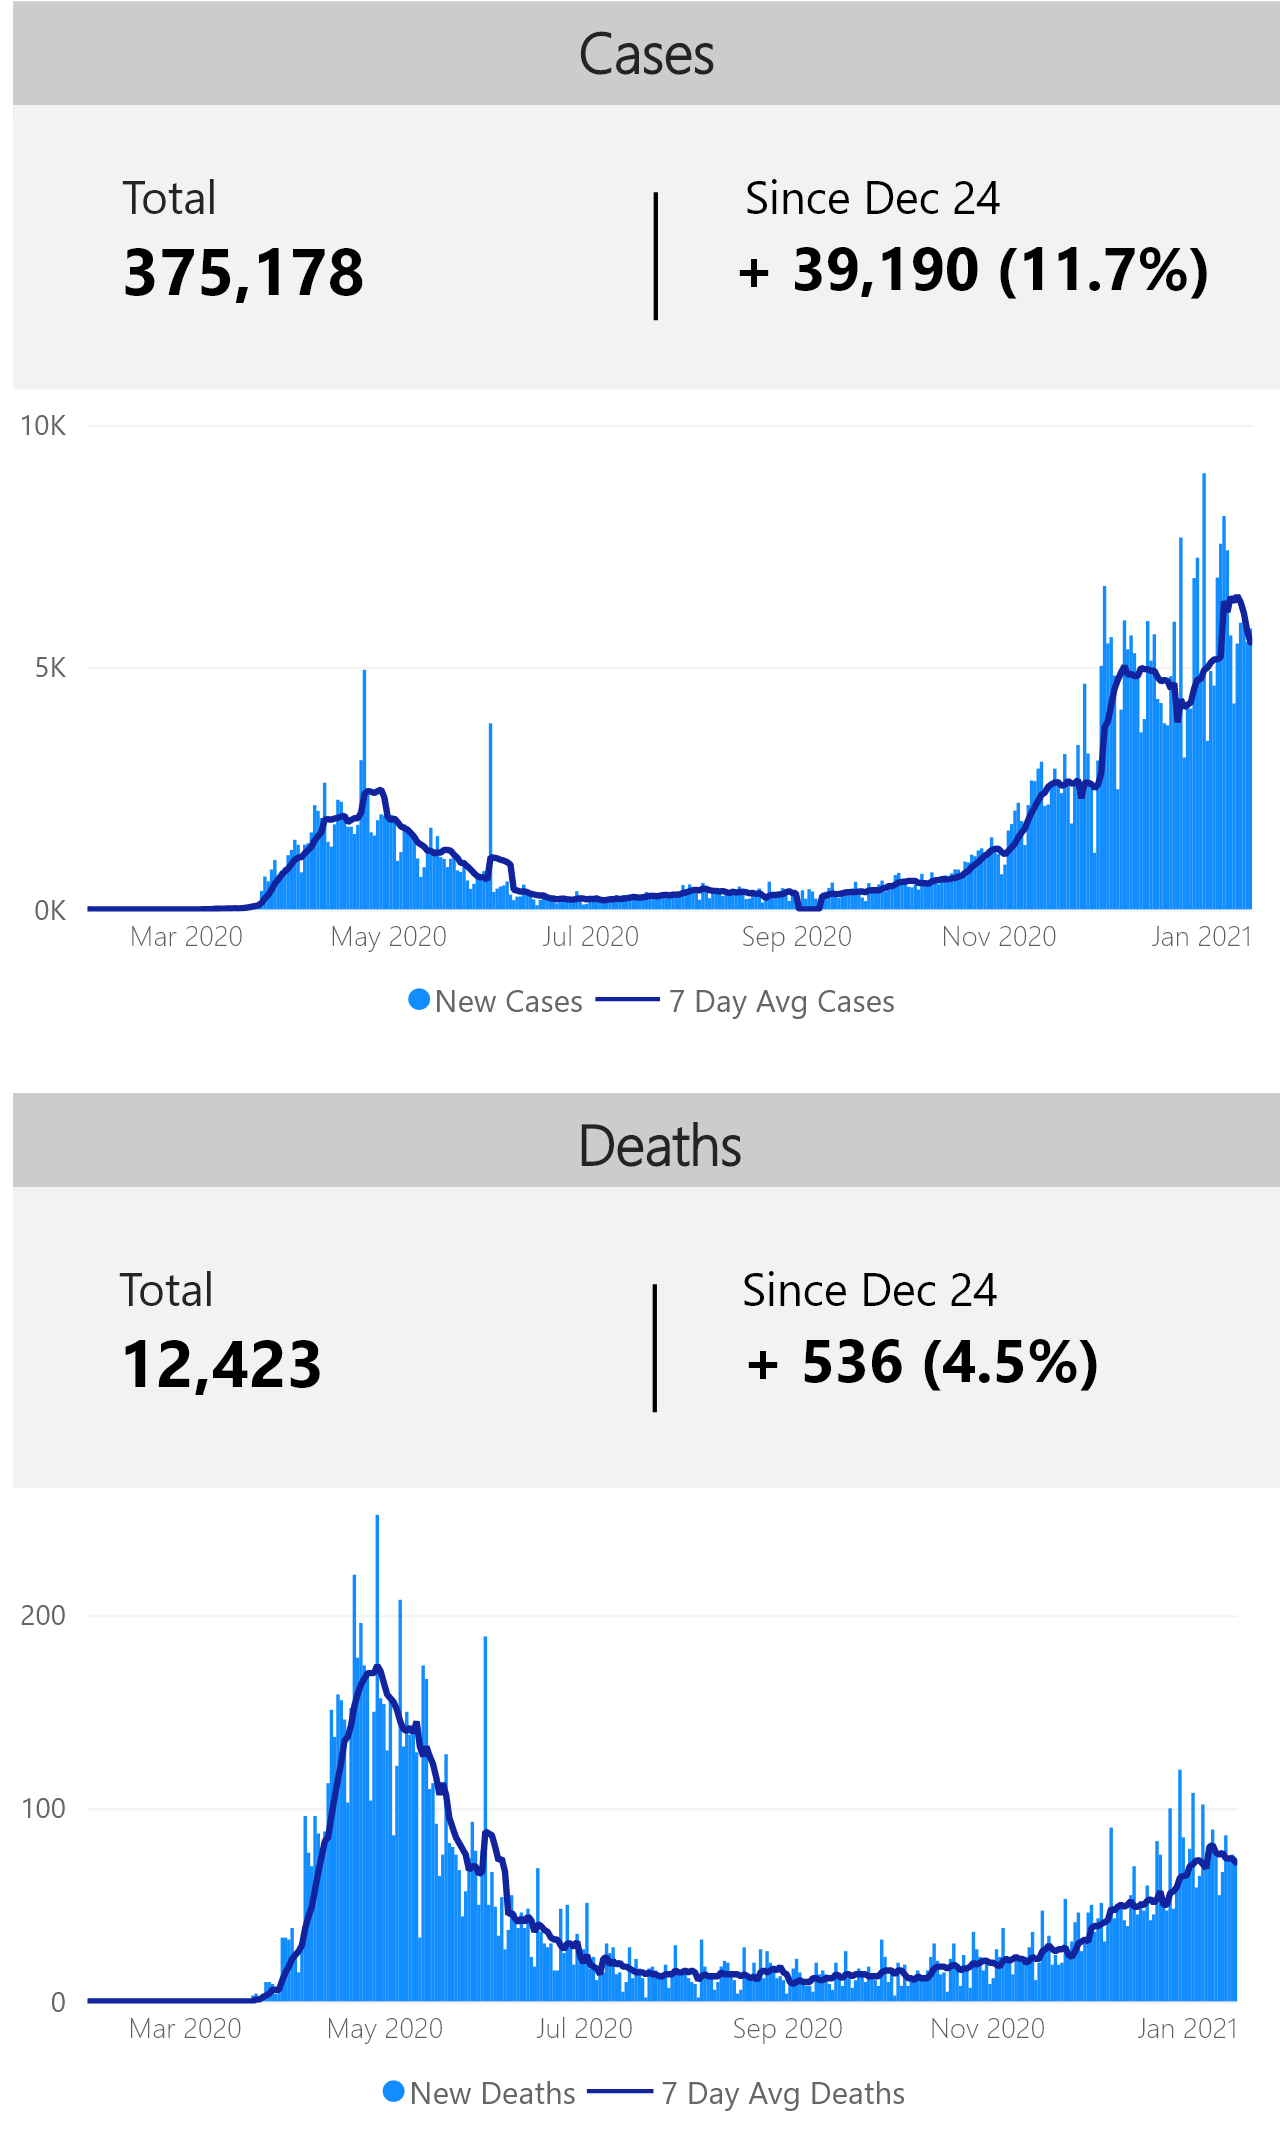 Cases
Total
Since Dec 24
375,178
+ 39,190 (11.7%)
10K
5K
0K
Mar 2020 May 2020 Jul 2020 Sep 2020 Nov 2020 Jan 2021
New Cases 7 Day Avg Cases
Deaths
Total
Since Dec 24
12,423
+ 536 (4.5%)
200
100
0
Mar 2020 May 2020 Jul 2020 Sep 2020 Nov 2020 Jan 2021
New Deaths 7 Day Avg Deaths